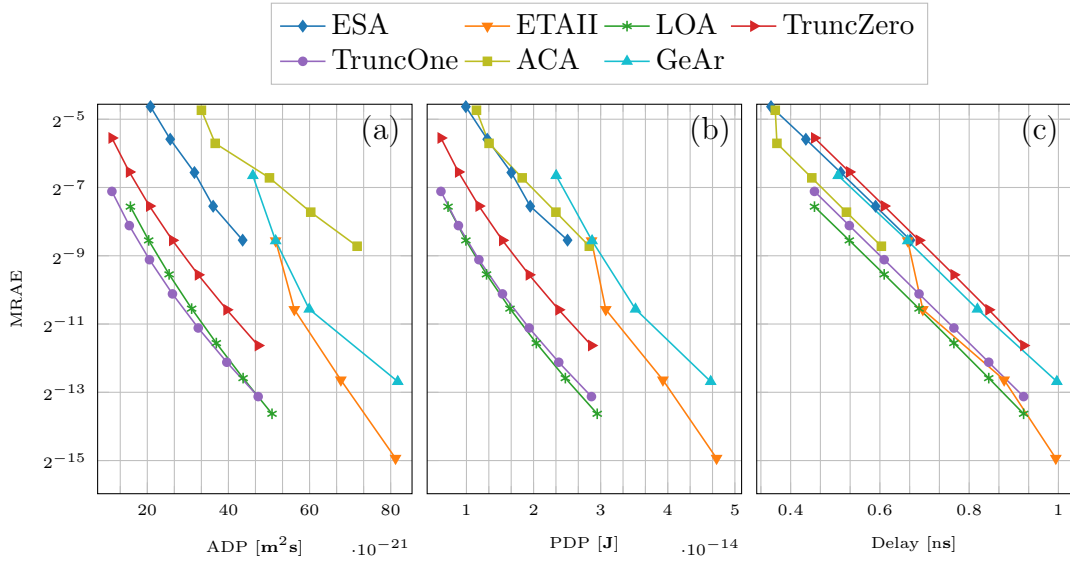 ESA ETAII LOA TruncZero
TruncOne ACA GeAr
(a) (b) (c)
MRAE
2^−5
2^−7
2^−9
2^−11
2^−13
2^−15
20 40 60 80 1 2 3 4 5 0.4 0.6 0.8 1
ADP [m²s] ·10^−21 PDP [J] ·10^−14 Delay [ns]